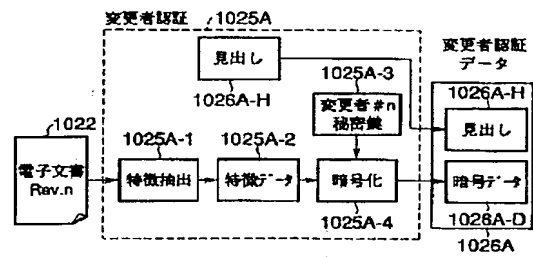 1025A
変更者認証
見出し
1026A-H
1025A-3
変更者#n
秘密鍵
変更者認証
データ
1026A-H
見出し
1022
電子文書
Rev.n
1025A-1
特徴抽出
1025A-2
特徴データ
暗号化
1025A-4
暗号データ
1026A-D
1026A